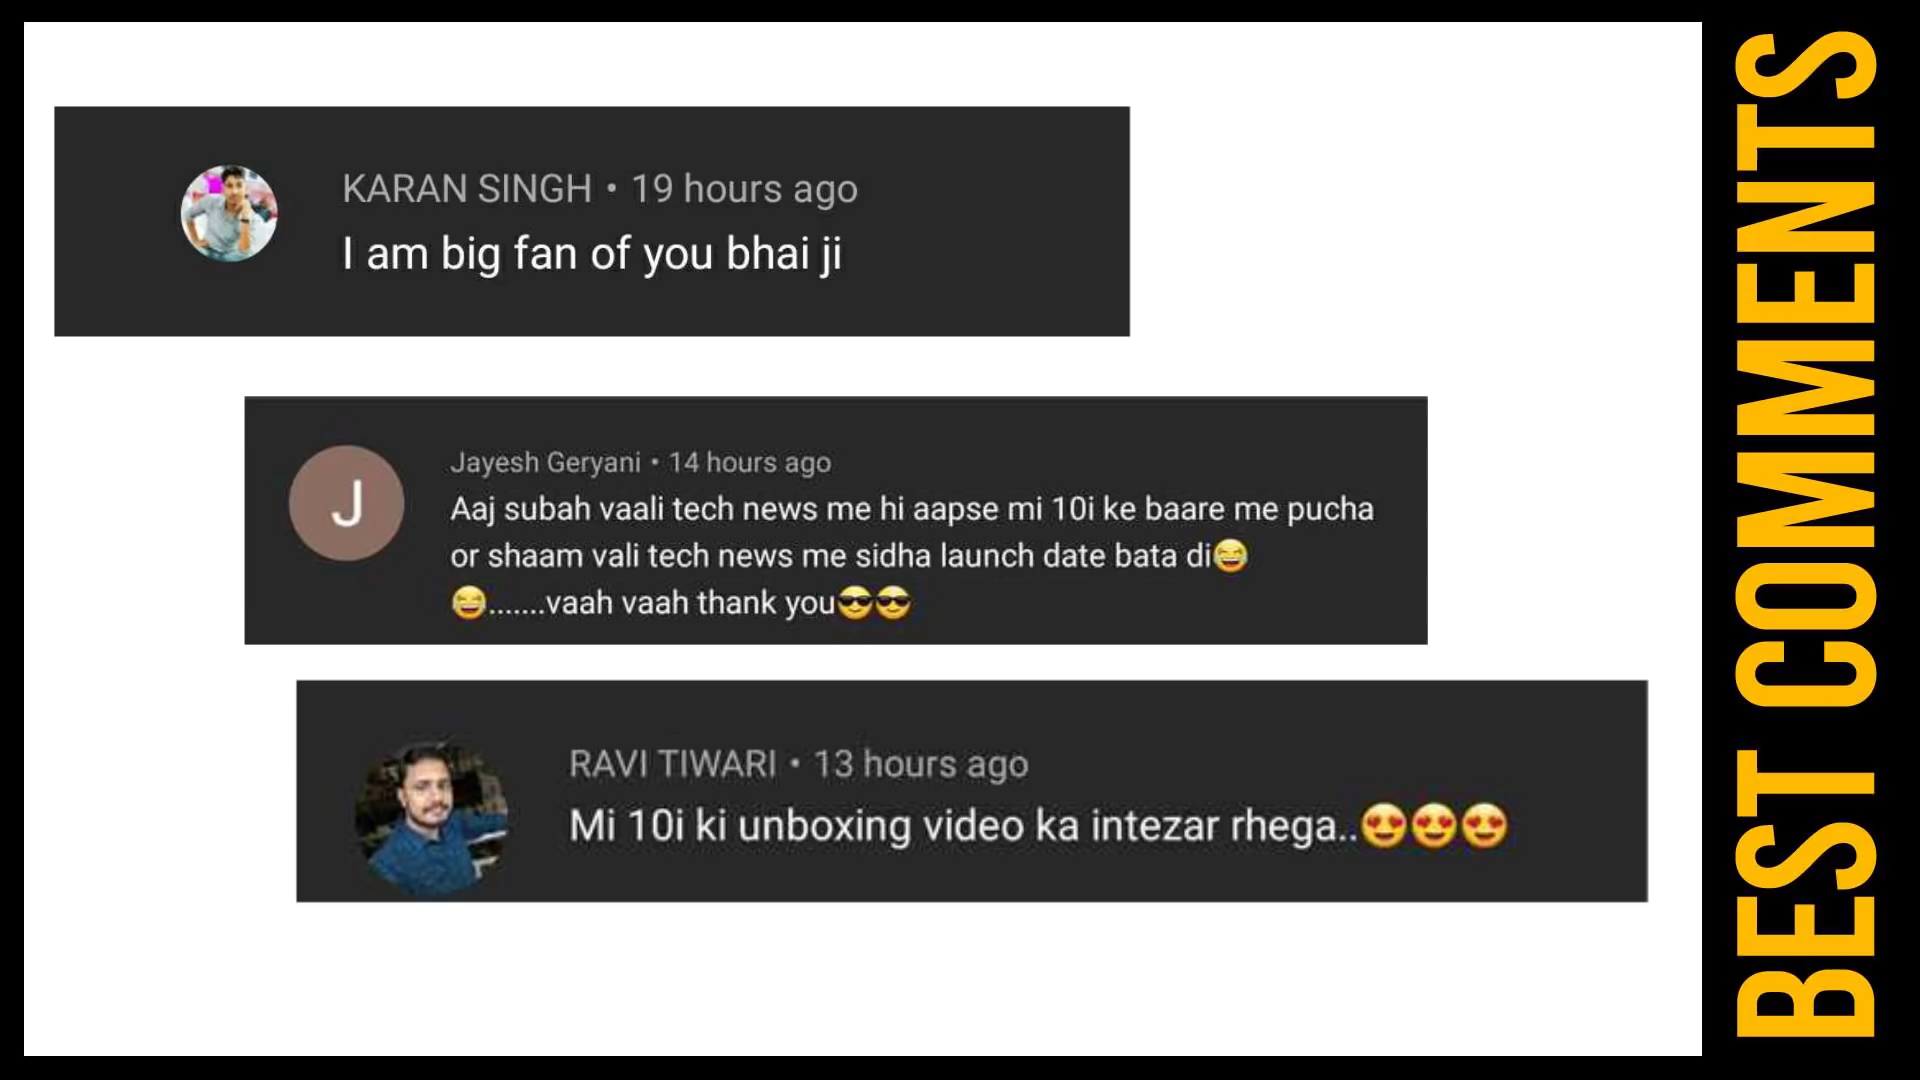 KARAN SINGH • 19 hours ago
I am big fan of you bhai ji
J
Jayesh Geryani • 14 hours ago
Aaj subah vaali tech news me hi aapse mi 10i ke baare me pucha
or shaam vali tech news me sidha launch date bata di😂
😂.......vaah vaah thank you😎😎
RAVI TIWARI • 13 hours ago
Mi 10i ki unboxing video ka intezar rhega..😍😍😍
BEST COMMENTS